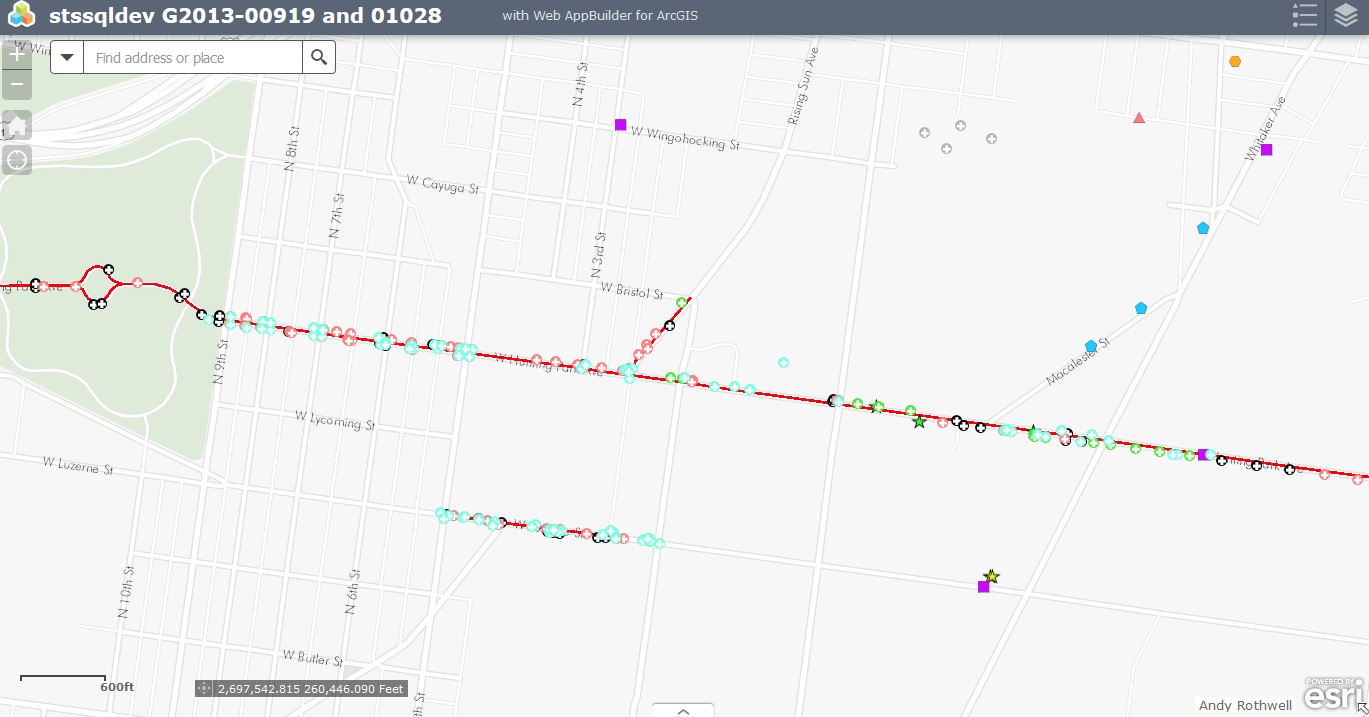 stssqldev G2013-00919 and 01028
with Web AppBuilder for ArcGIS
Find address or place
N 4th St
Rising Sun Ave
Whitaker Ave
W Wingohocking St
N 8th St
W Cayuga St
N 7th St
N 3rd St
W Bristol St
W Hunting Park Ave
Macalester St
N 9th St
W Lycoming St
W Luzerne St
N 10th St
N 6th St
W Butler St
600ft
2,697,542.815 260,446.090 Feet
Andy Rothwell
POWERED BY
esri